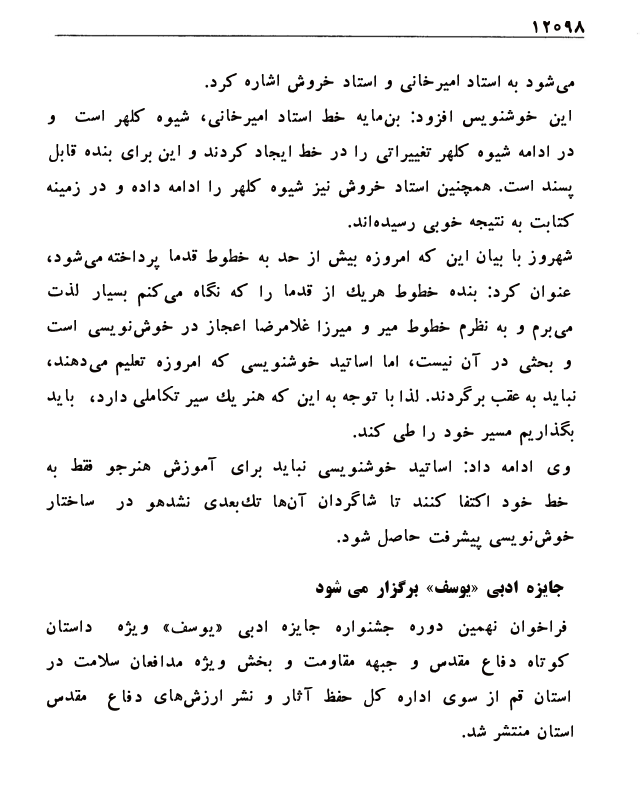 ۱۲۰۹۸
می‌شود به استاد امیرخانی و استاد خروش اشاره کرد.
این خوشنویس افزود: بن‌مایه خط استاد امیرخانی، شیوه کلهر است و
در ادامه شیوه کلهر تغییراتی را در خط ایجاد کردند و این برای بنده قابل
پسند است. همچنین استاد خروش نیز شیوه کلهر را ادامه داده و در زمینه
کتابت به نتیجه خوبی رسیده‌اند.
شهروز با بیان این که امروزه بیش از حد به خطوط قدما پرداخته می‌شود،
عنوان کرد: بنده خطوط هریك از قدما را که نگاه می‌کنم بسیار لذت
می‌برم و به نظرم خطوط میر و میرزا غلامرضا اعجاز در خوش‌نویسی است
و بحثی در آن نیست، اما اساتید خوشنویسی که امروزه تعلیم می‌دهند،
نباید به عقب برگردند. لذا با توجه به این که هنر یك سیر تکاملی دارد، باید
بگذاریم مسیر خود را طی کند.
وی ادامه داد: اساتید خوشنویسی نباید برای آموزش هنرجو فقط به
خط خود اکتفا کنند تا شاگردان آن‌ها تك‌بعدی نشدهو در ساختار
خوش‌نویسی پیشرفت حاصل شود.
جایزه ادبی «یوسف» برگزار می شود
فراخوان نهمین دوره جشنواره جایزه ادبی «یوسف» ویژه داستان
کوتاه دفاع مقدس و جبهه مقاومت و بخش ویژه مدافعان سلامت در
استان قم از سوی اداره کل حفظ آثار و نشر ارزش‌های دفاع مقدس
استان منتشر شد.